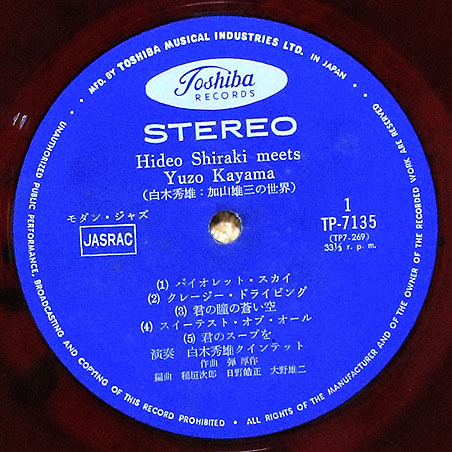 MFD. BY TOSHIBA MUSICAL INDUSTRIES LTD. IN JAPAN
Toshiba
RECORDS
STEREO
Hideo Shiraki meets
Yuzo Kayama
(白木秀雄：加山雄三の世界)
モダン・ジャズ
JASRAC
1
TP-7135
(TP7-269)
33⅓ r. p. m.
(1) バイオレット・スカイ
(2) クレージー・ドライビング
(3) 君の瞳の蒼い空
(4) スイーテスト・オブ・オール
(5) 君のスープを
演奏 白木秀雄クインテット
作曲 弾厚作
編曲 稲垣次郎 日野皓正 大野雄二
UNAUTHORIZED PUBLIC PERFORMANCE, BROADCASTING AND COPYING OF THIS RECORD PROHIBITED • ALL RIGHTS OF THE MANUFACTURER AND OF THE OWNER OF THE RECORDED WORK ARE RESERVED